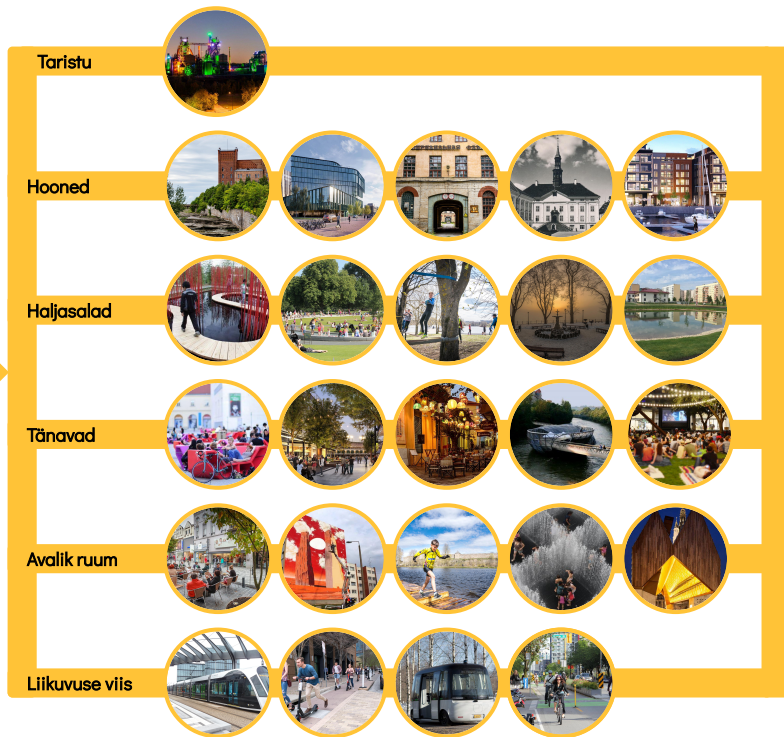 Taristu
Hooned
Haljasalad
Tänavad
Avalik ruum
Liikuvuse viis